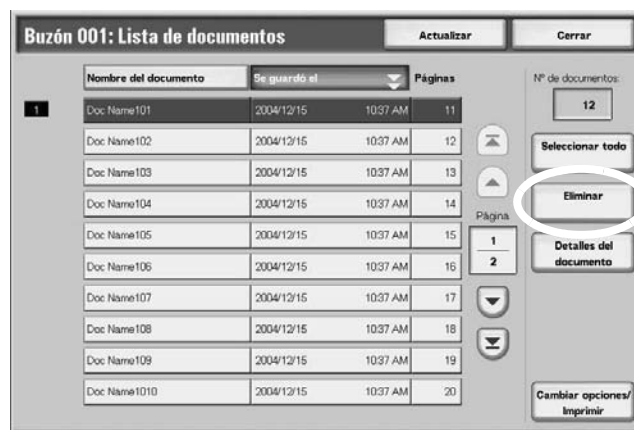 Buzón 001: Lista de documentos Actualizar Cerrar
Nombre del documento Se guardó el Páginas Nº de documentos:
1 Doc Name101 2004/12/15 10:37 AM 11 12
Doc Name102 2004/12/15 10:37 AM 12 Seleccionar todo
Doc Name103 2004/12/15 10:37 AM 13
Doc Name104 2004/12/15 10:37 AM 14 Eliminar
Página
Doc Name105 2004/12/15 10:37 AM 15 1 Detalles del
Doc Name106 2004/12/15 10:37 AM 16 2 documento
Doc Name107 2004/12/15 10:37 AM 17
Doc Name108 2004/12/15 10:37 AM 18
Doc Name109 2004/12/15 10:37 AM 19
Doc Name1010 2004/12/15 10:37 AM 20 Cambiar opciones/
Imprimir